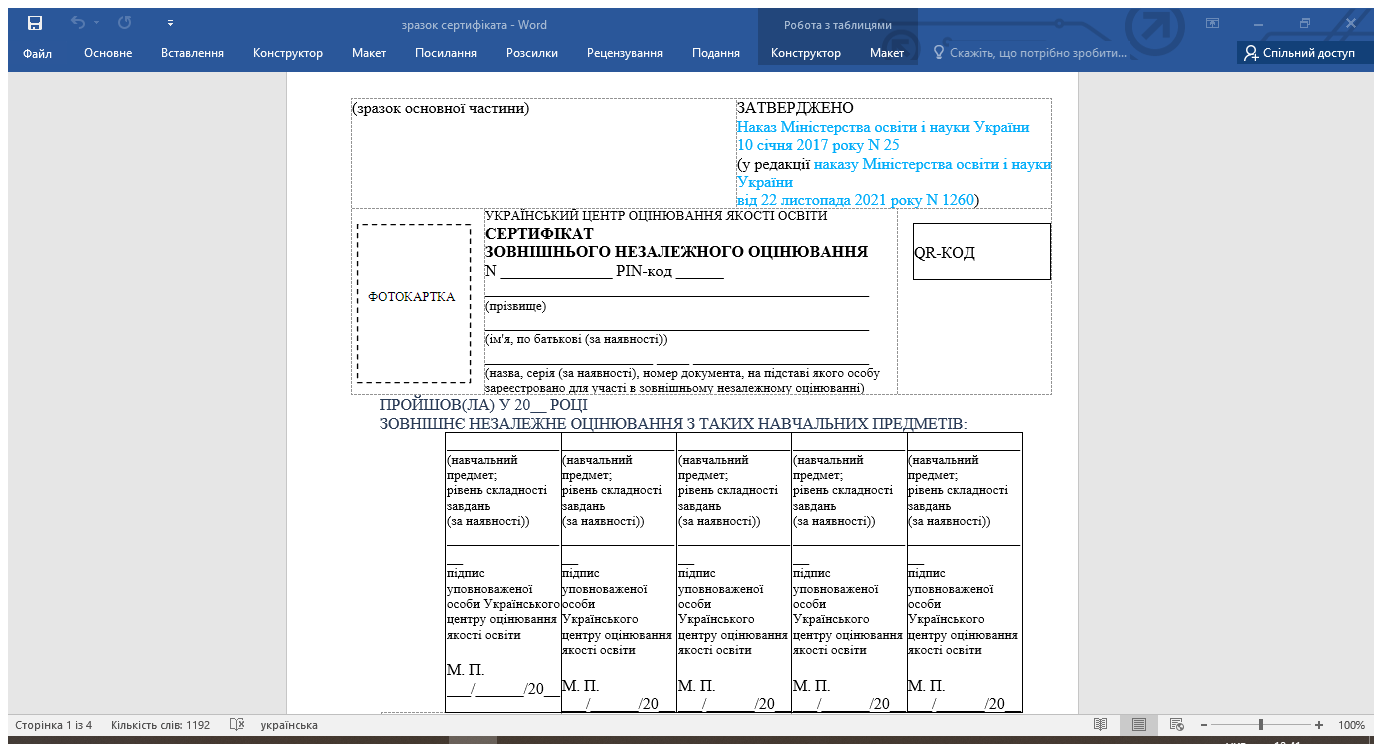 зразок сертифіката - Word
Робота з таблицями
Файл Основне Вставлення Конструктор Макет Посилання Розсилки Рецензування Подання Конструктор Макет Скажіть, що потрібно зробити... Спільний доступ
(зразок основної частини)
ЗАТВЕРДЖЕНО
Наказ Міністерства освіти і науки України
10 січня 2017 року N 25
(у редакції наказу Міністерства освіти і науки
України
від 22 листопада 2021 року N 1260)
ФОТОКАРТКА
УКРАЇНСЬКИЙ ЦЕНТР ОЦІНЮВАННЯ ЯКОСТІ ОСВІТИ
СЕРТИФІКАТ
ЗОВНІШНЬОГО НЕЗАЛЕЖНОГО ОЦІНЮВАННЯ
N ______________ PIN-код ______
(прізвище)
(ім'я, по батькові (за наявності))
(назва, серія (за наявності), номер документа, на підставі якого особу
зареєстровано для участі в зовнішньому незалежному оцінюванні)
QR-КОД
ПРОЙШОВ(ЛА) У 20__ РОЦІ
ЗОВНІШНЄ НЕЗАЛЕЖНЕ ОЦІНЮВАННЯ З ТАКИХ НАВЧАЛЬНИХ ПРЕДМЕТІВ:
(навчальний
предмет;
рівень складності
завдань
(за наявності))
підпис
уповноваженої
особи Українського
центру оцінювання
якості освіти
М. П.
___/______/20__
(навчальний
предмет;
рівень складності
завдань
(за наявності))
підпис
уповноваженої
особи
Українського
центру оцінювання
якості освіти
М. П.
___/______/20__
(навчальний
предмет;
рівень складності
завдань
(за наявності))
підпис
уповноваженої
особи
Українського
центру оцінювання
якості освіти
М. П.
___/______/20__
(навчальний
предмет;
рівень складності
завдань
(за наявності))
підпис
уповноваженої
особи
Українського
центру оцінювання
якості освіти
М. П.
___/______/20__
(навчальний
предмет;
рівень складності
завдань
(за наявності))
підпис
уповноваженої
особи
Українського
центру оцінювання
якості освіти
М. П.
___/______/20__
Сторінка 1 із 4 Кількість слів: 1192 українська 100%